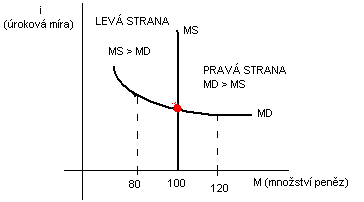 i
(úroková míra)
LEVÁ STRANA
MS
MS > MD
PRAVÁ STRANA
MD > MS
MD
80
100
120
M (množství peněz)